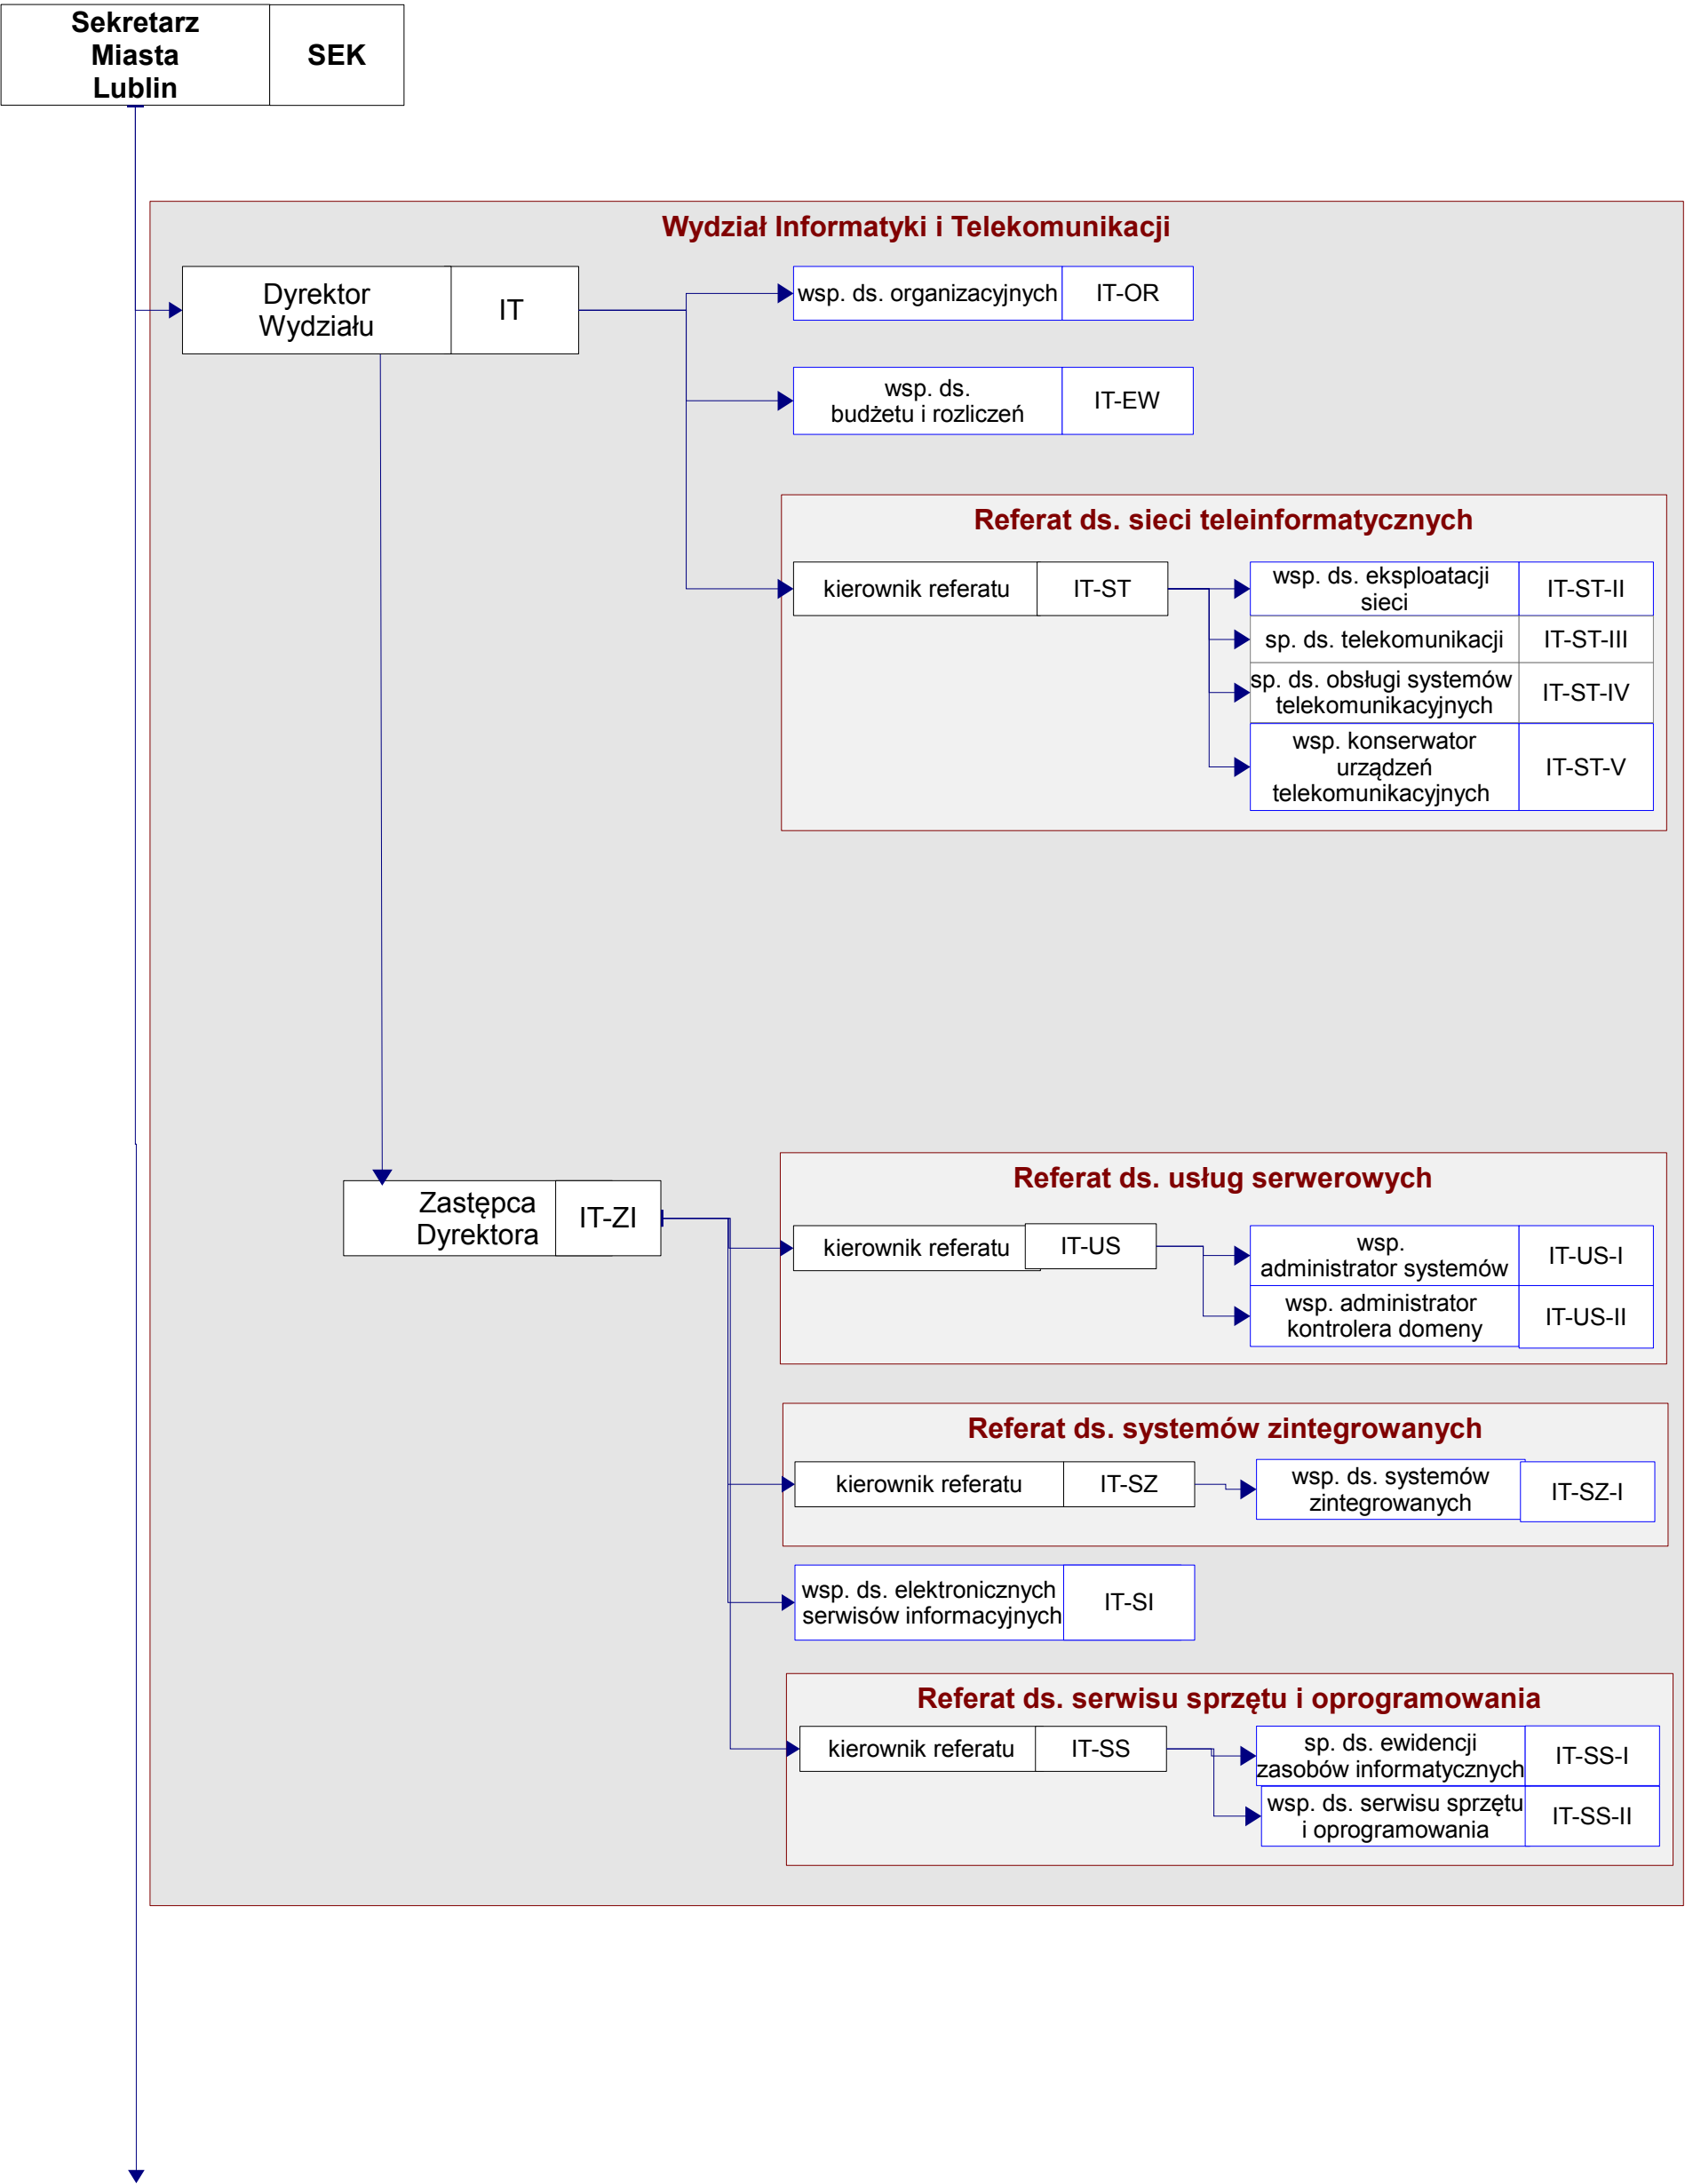 Sekretarz
Miasta
Lublin
SEK
Wydział Informatyki i Telekomunikacji
Dyrektor
Wydziału
IT
wsp. ds. organizacyjnych
IT-OR
wsp. ds.
budżetu i rozliczeń
IT-EW
Referat ds. sieci teleinformatycznych
kierownik referatu
IT-ST
wsp. ds. eksploatacji
sieci
IT-ST-II
sp. ds. telekomunikacji
IT-ST-III
sp. ds. obsługi systemów
telekomunikacyjnych
IT-ST-IV
wsp. konserwator
urządzeń
telekomunikacyjnych
IT-ST-V
Zastępca
Dyrektora
IT-ZI
Referat ds. usług serwerowych
kierownik referatu
IT-US
wsp.
administrator systemów
IT-US-I
wsp. administrator
kontrolera domeny
IT-US-II
Referat ds. systemów zintegrowanych
kierownik referatu
IT-SZ
wsp. ds. systemów
zintegrowanych
IT-SZ-I
wsp. ds. elektronicznych
serwisów informacyjnych
IT-SI
Referat ds. serwisu sprzętu i oprogramowania
kierownik referatu
IT-SS
sp. ds. ewidencji
zasobów informatycznych
IT-SS-I
wsp. ds. serwisu sprzętu
i oprogramowania
IT-SS-II